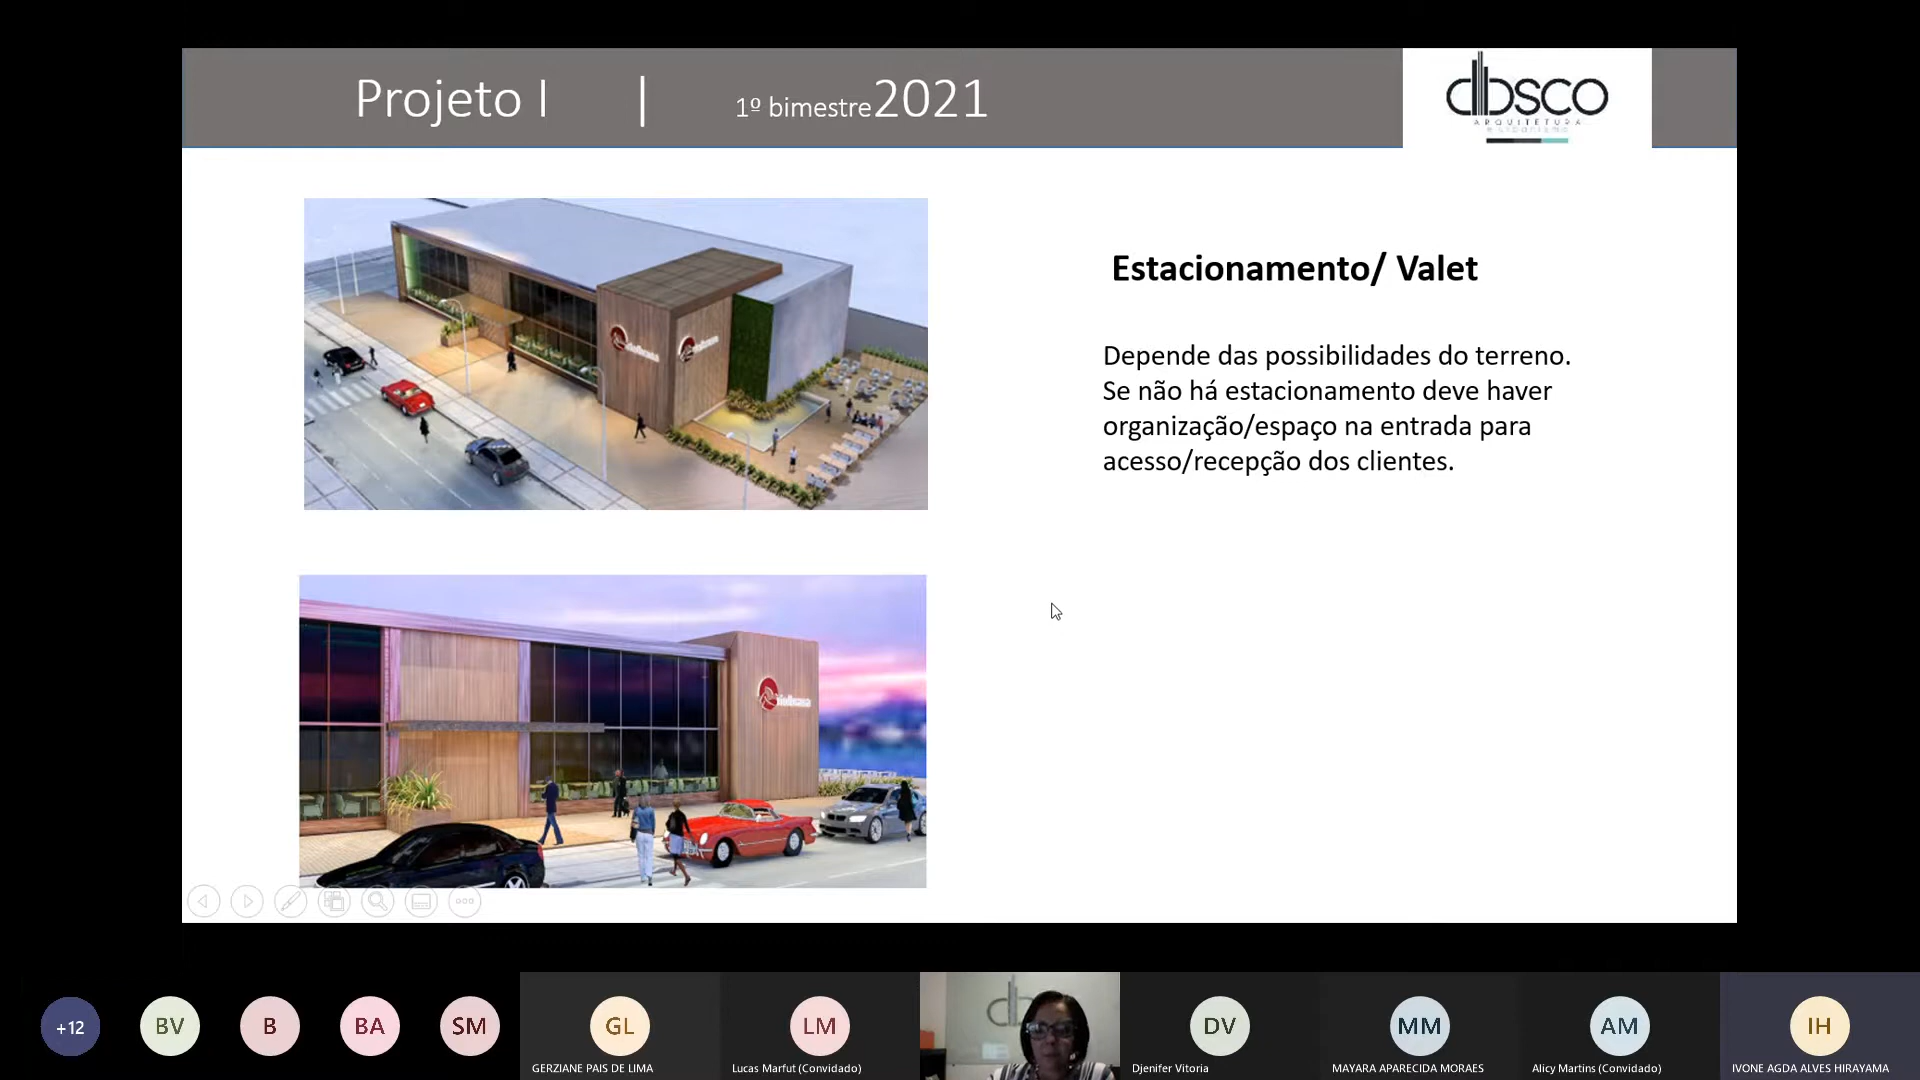 Projeto I | 1º bimestre2021
dbsco
ARQUITETURA
Estacionamento/ Valet
Depende das possibilidades do terreno.
Se não há estacionamento deve haver
organização/espaço na entrada para
acesso/recepção dos clientes.
+12
BV
B
BA
SM
GL
LM
DV
MM
AM
IH
GERZIANE PAIS DE LIMA
Lucas Marfut (Convidado)
Djenifer Vitoria
MAYARA APARECIDA MORAES
Alicy Martins (Convidado)
IVONE AGDA ALVES HIRAYAMA